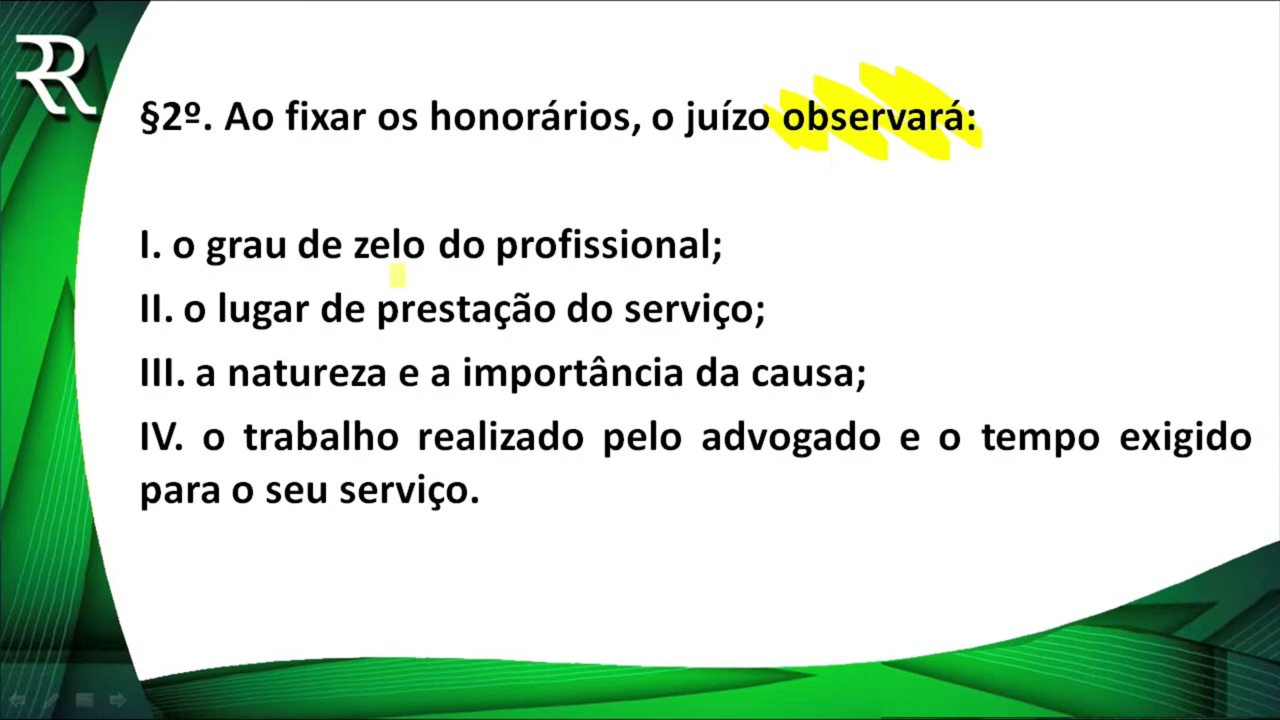 §2º. Ao fixar os honorários, o juízo observará:
I. o grau de zelo do profissional;
II. o lugar de prestação do serviço;
III. a natureza e a importância da causa;
IV. o trabalho realizado pelo advogado e o tempo exigido
para o seu serviço.